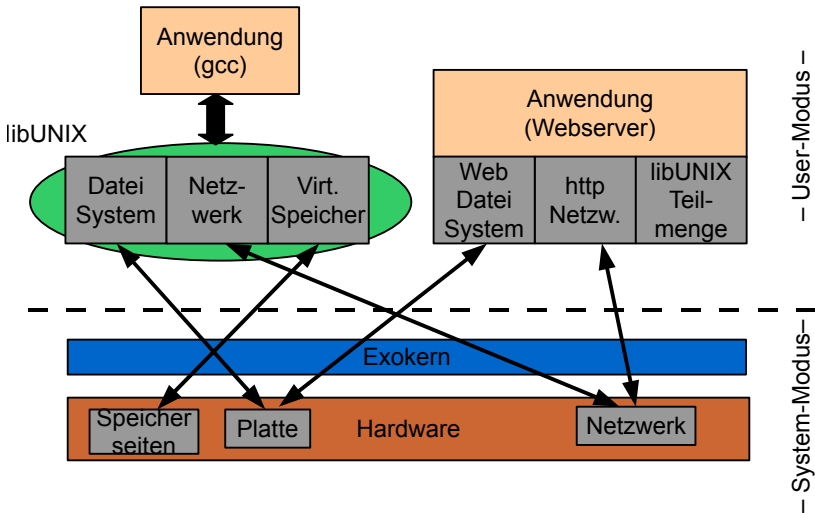 Anwendung
(gcc)
libUNIX
Datei
System
Netz-
werk
Virt.
Speicher
Anwendung
(Webserver)
Web
Datei
System
http
Netzw.
libUNIX
Teil-
menge
– User-Modus –
Exokern
Speicher
seiten
Platte
Hardware
Netzwerk
– System-Modus–